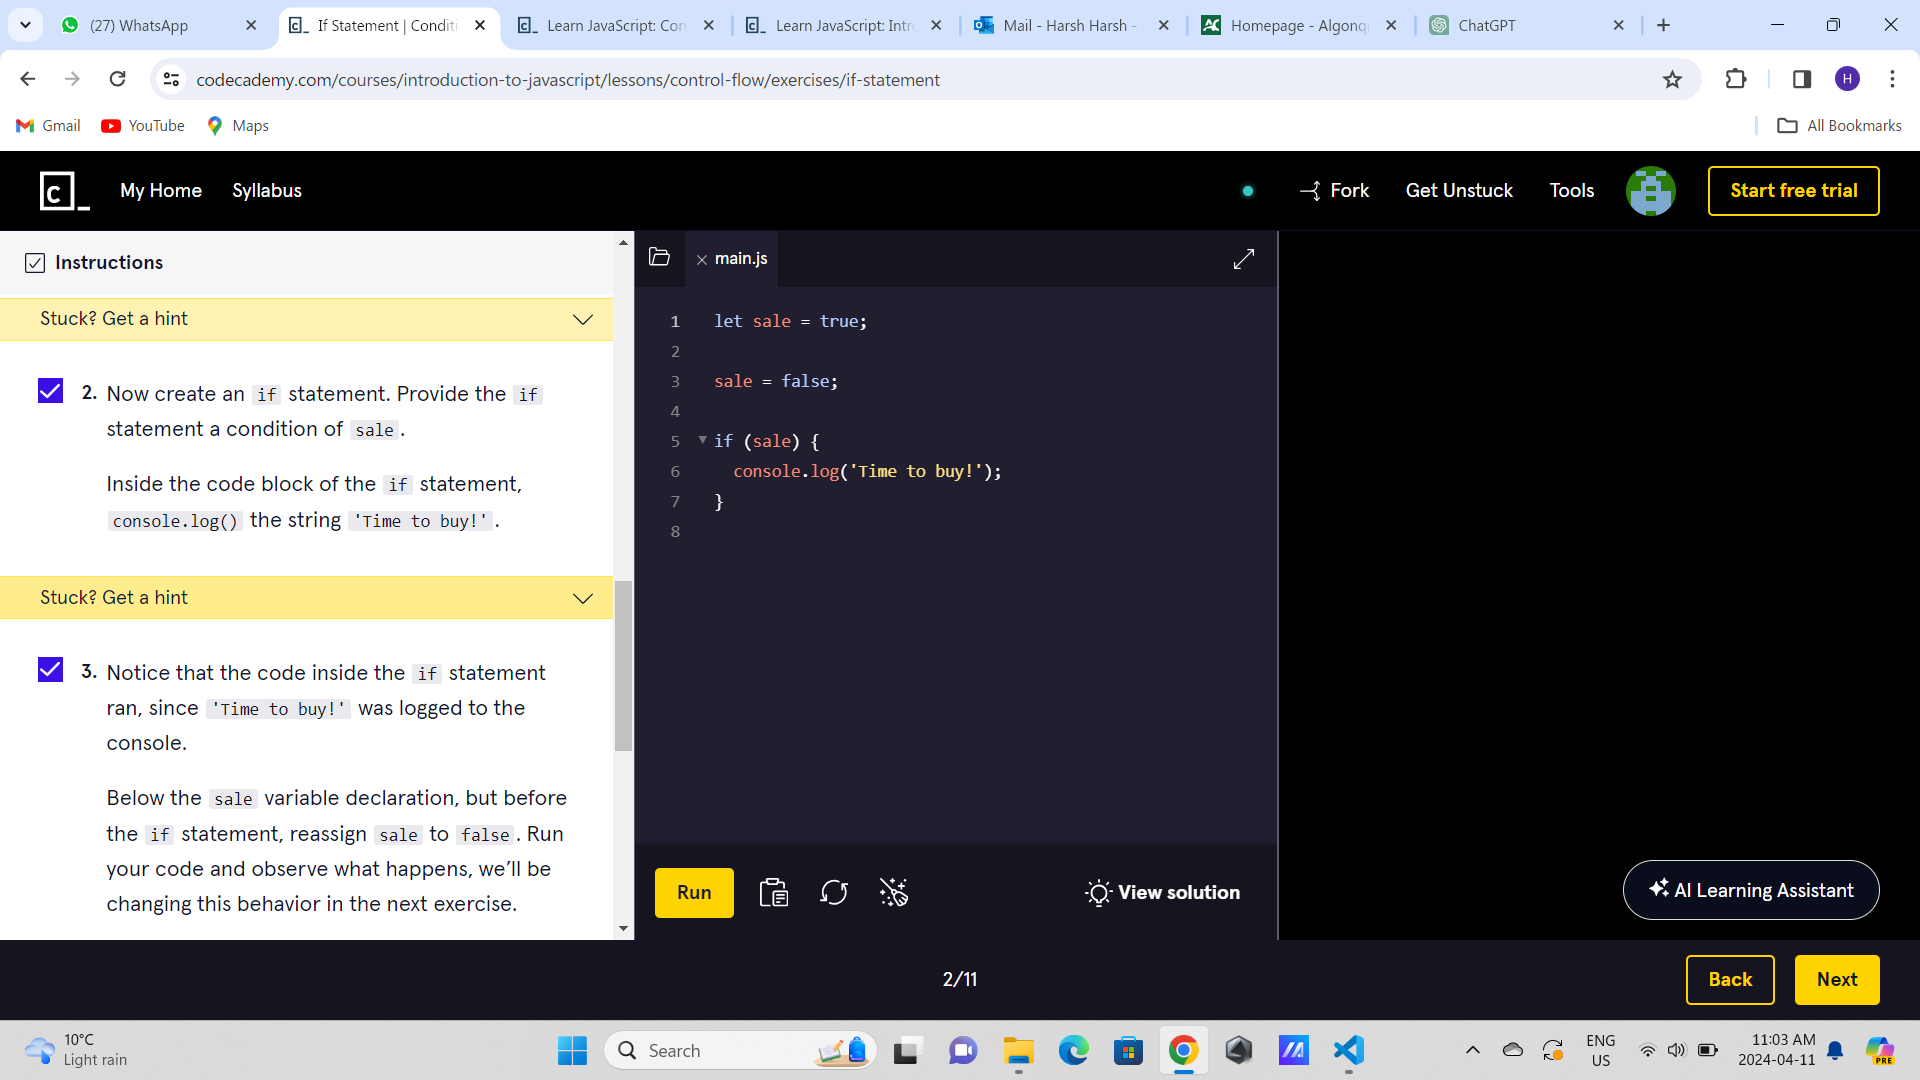 (27) WhatsApp
If Statement | Conditi
Learn JavaScript: Con
Learn JavaScript: Intr
Mail - Harsh Harsh -
Homepage - Algonq
ChatGPT
codecademy.com/courses/introduction-to-javascript/lessons/control-flow/exercises/if-statement
H
Gmail
YouTube
Maps
All Bookmarks
c_
My Home
Syllabus
Fork
Get Unstuck
Tools
Start free trial
Instructions
Stuck? Get a hint
2. Now create an if statement. Provide the if
statement a condition of sale.
Inside the code block of the if statement,
console.log() the string 'Time to buy!'.
Stuck? Get a hint
3. Notice that the code inside the if statement
ran, since 'Time to buy!' was logged to the
console.
Below the sale variable declaration, but before
the if statement, reassign sale to false. Run
your code and observe what happens, we’ll be
changing this behavior in the next exercise.
main.js
1 let sale = true;
2
3 sale = false;
4
5 if (sale) {
6 console.log('Time to buy!');
7 }
8
Run
View solution
AI Learning Assistant
2/11
Back
Next
10°C
Light rain
Search
ENG
US
11:03 AM
2024-04-11
PRE